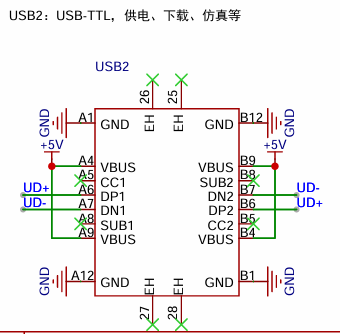 USB2：USB-TTL，供电、下载、仿真等
USB2
26 25
GND A1 GND EH EH GND B12 GND
+5V +5V
A4 VBUS VBUS B9
A5 CC1 SUB2 B8
UD+ A6 DP1 DN2 B7 UD-
UD- A7 DN1 DP2 B6 UD+
A8 SUB1 CC2 B5
A9 VBUS VBUS B4
GND A12 GND EH EH GND B1 GND
27 28